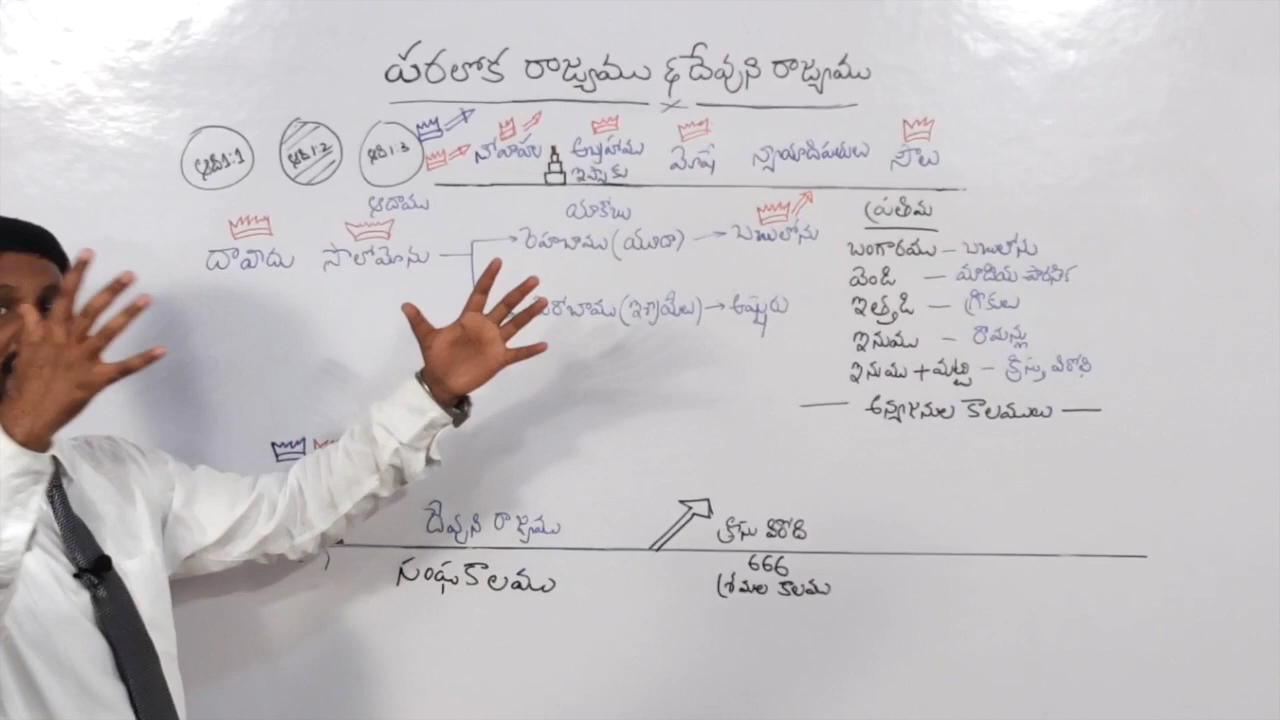 పరలోక రాజ్యము & దేవుని రాజ్యము
ఆది1:1 ఆది1:2 ఆది1:3 నోవాహు అబ్రహాము మోషే న్యాయాధిపతులు సౌలు
ఇస్సాకు
ఆదాము యాకోబు ప్రతిమ
దావీదు సొలొమోను రెహబాము (యూదా) బబులోను
బంగారము – బబులోను
వెండి – మాదియ పారసీక
ఇత్తడి – గ్రీకులు
రొబాము (ఇశ్రాయేలు) అష్షూరు
ఇనుము – రోమన్లు
ఇనుము + మట్టి – క్రీస్తు విరోధి
అన్యజనుల కాలములు
దేవుని రాజ్యము క్రీస్తు విరోధి
సంఘకాలము 666
శ్రమల కాలము